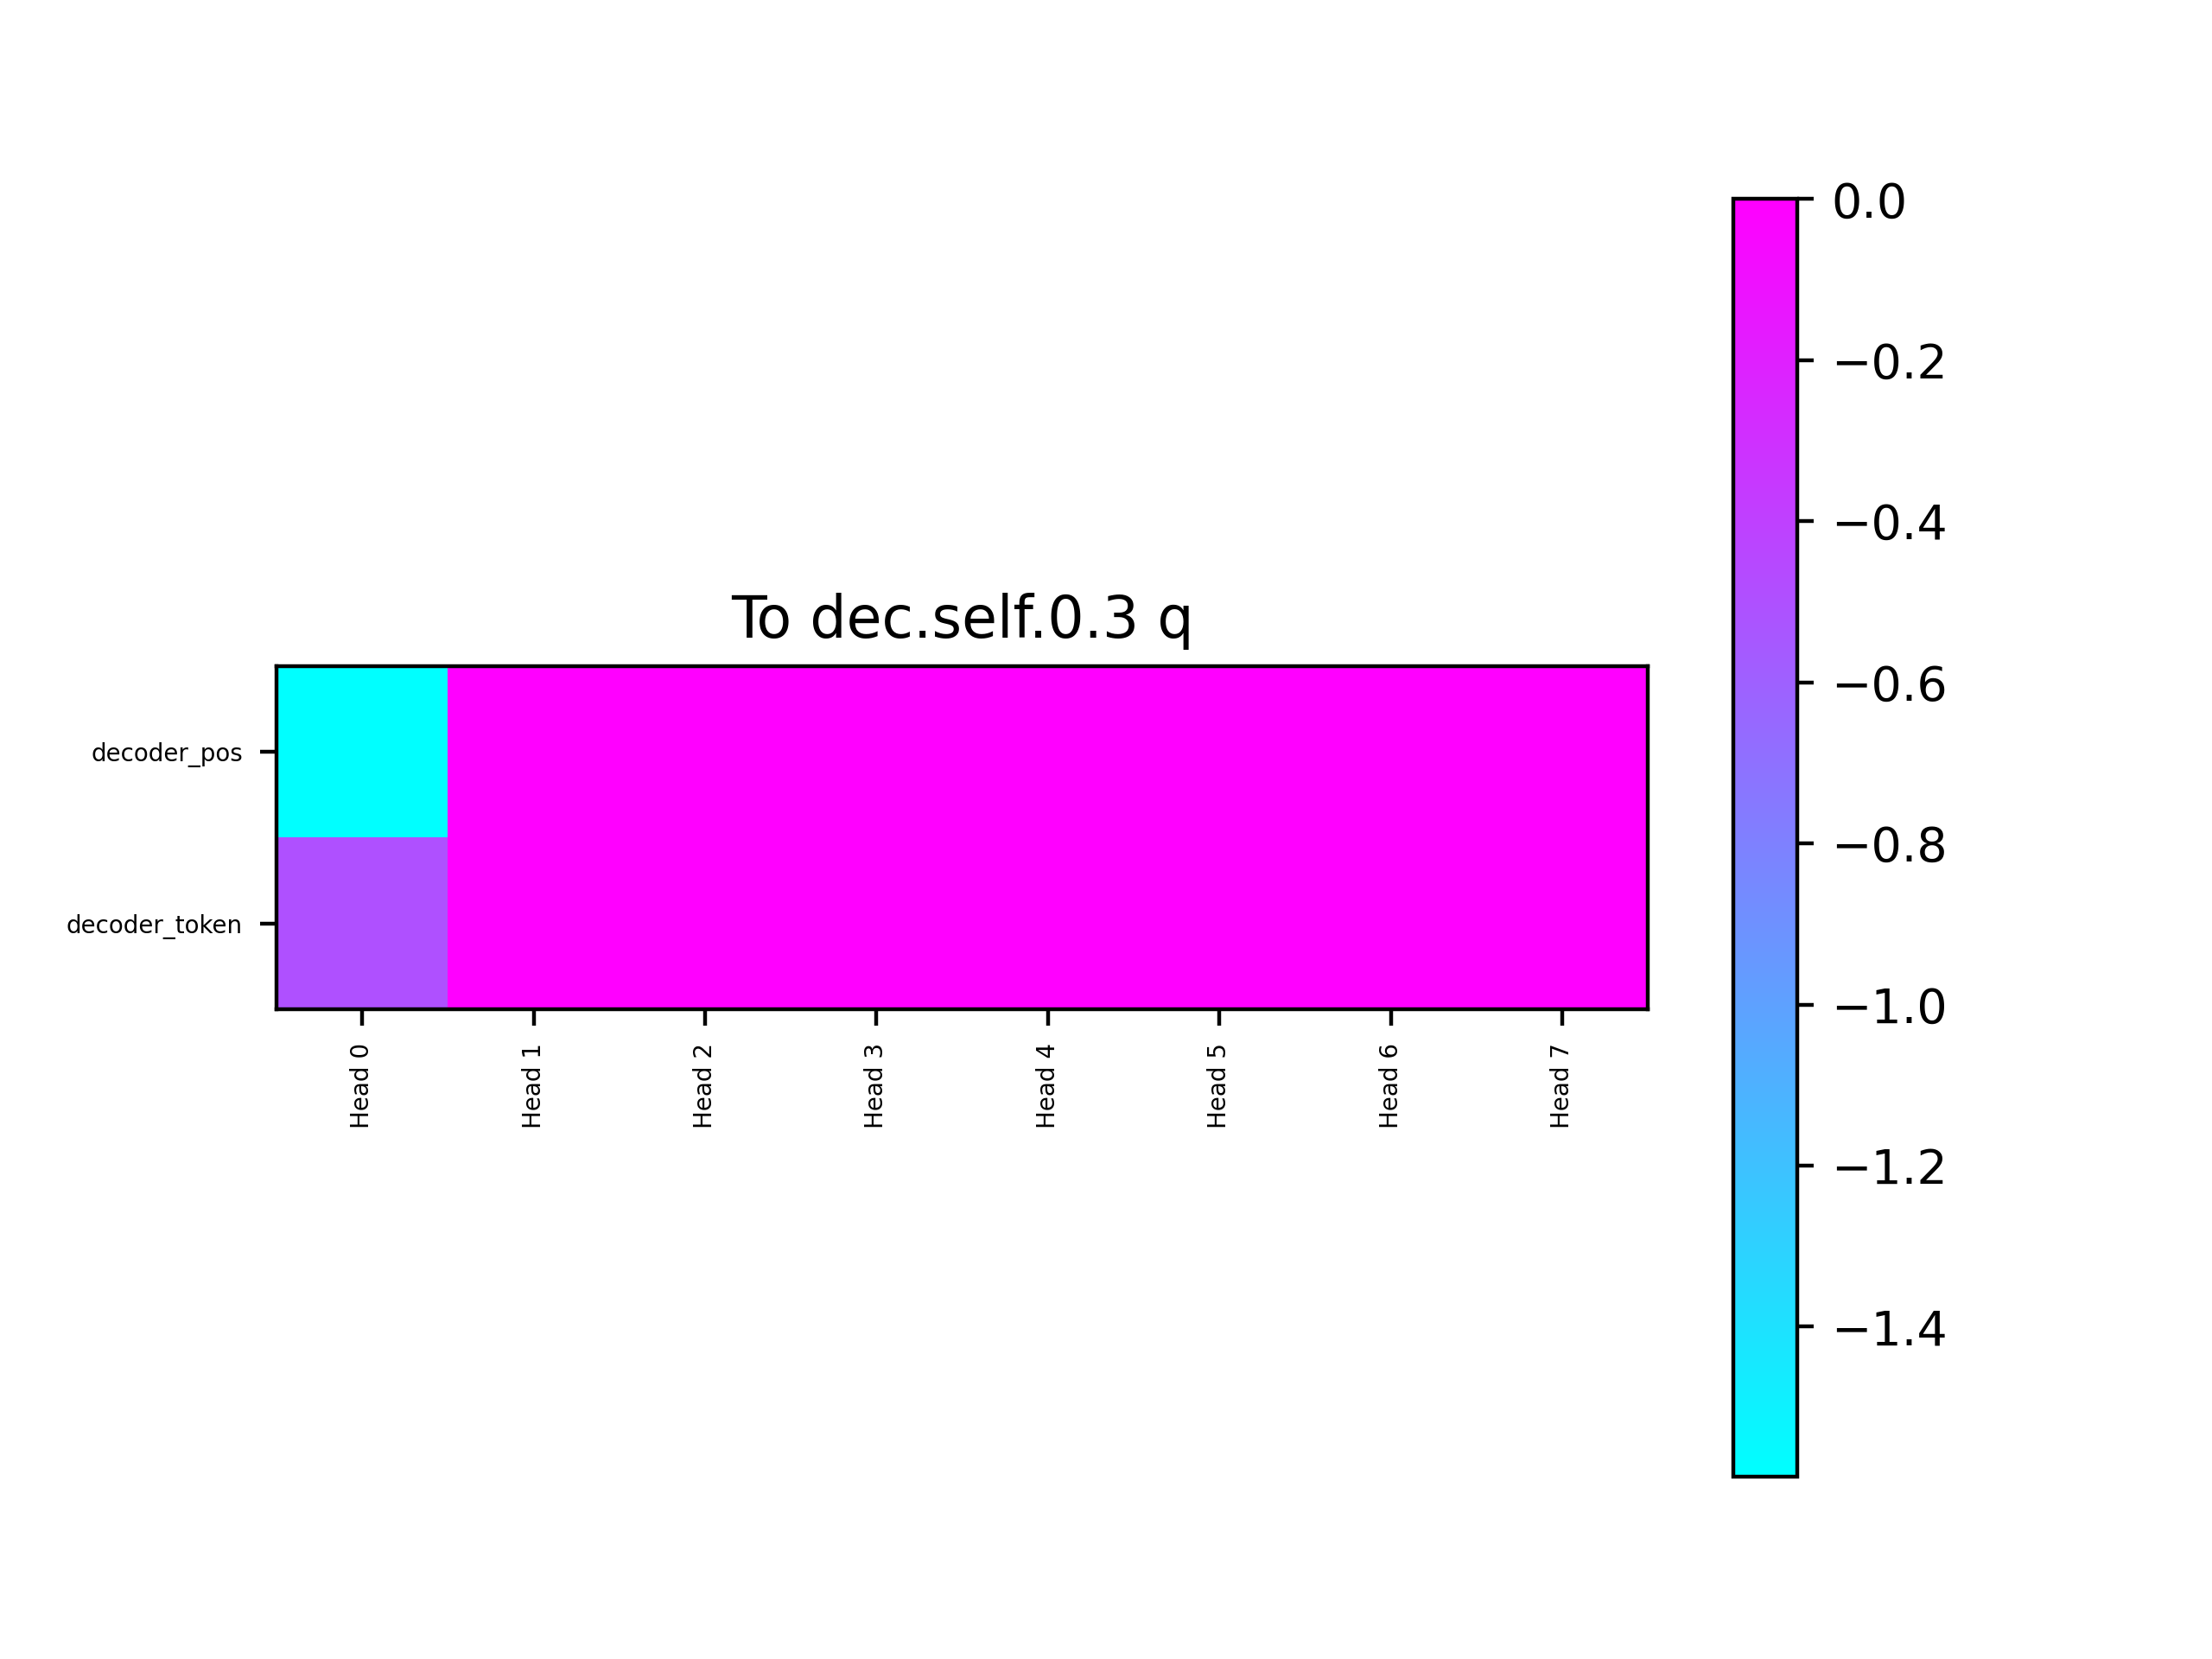 To dec.self.0.3 q
decoder_pos
decoder_token
Head 0
Head 1
Head 2
Head 3
Head 4
Head 5
Head 6
Head 7
0.0
−0.2
−0.4
−0.6
−0.8
−1.0
−1.2
−1.4